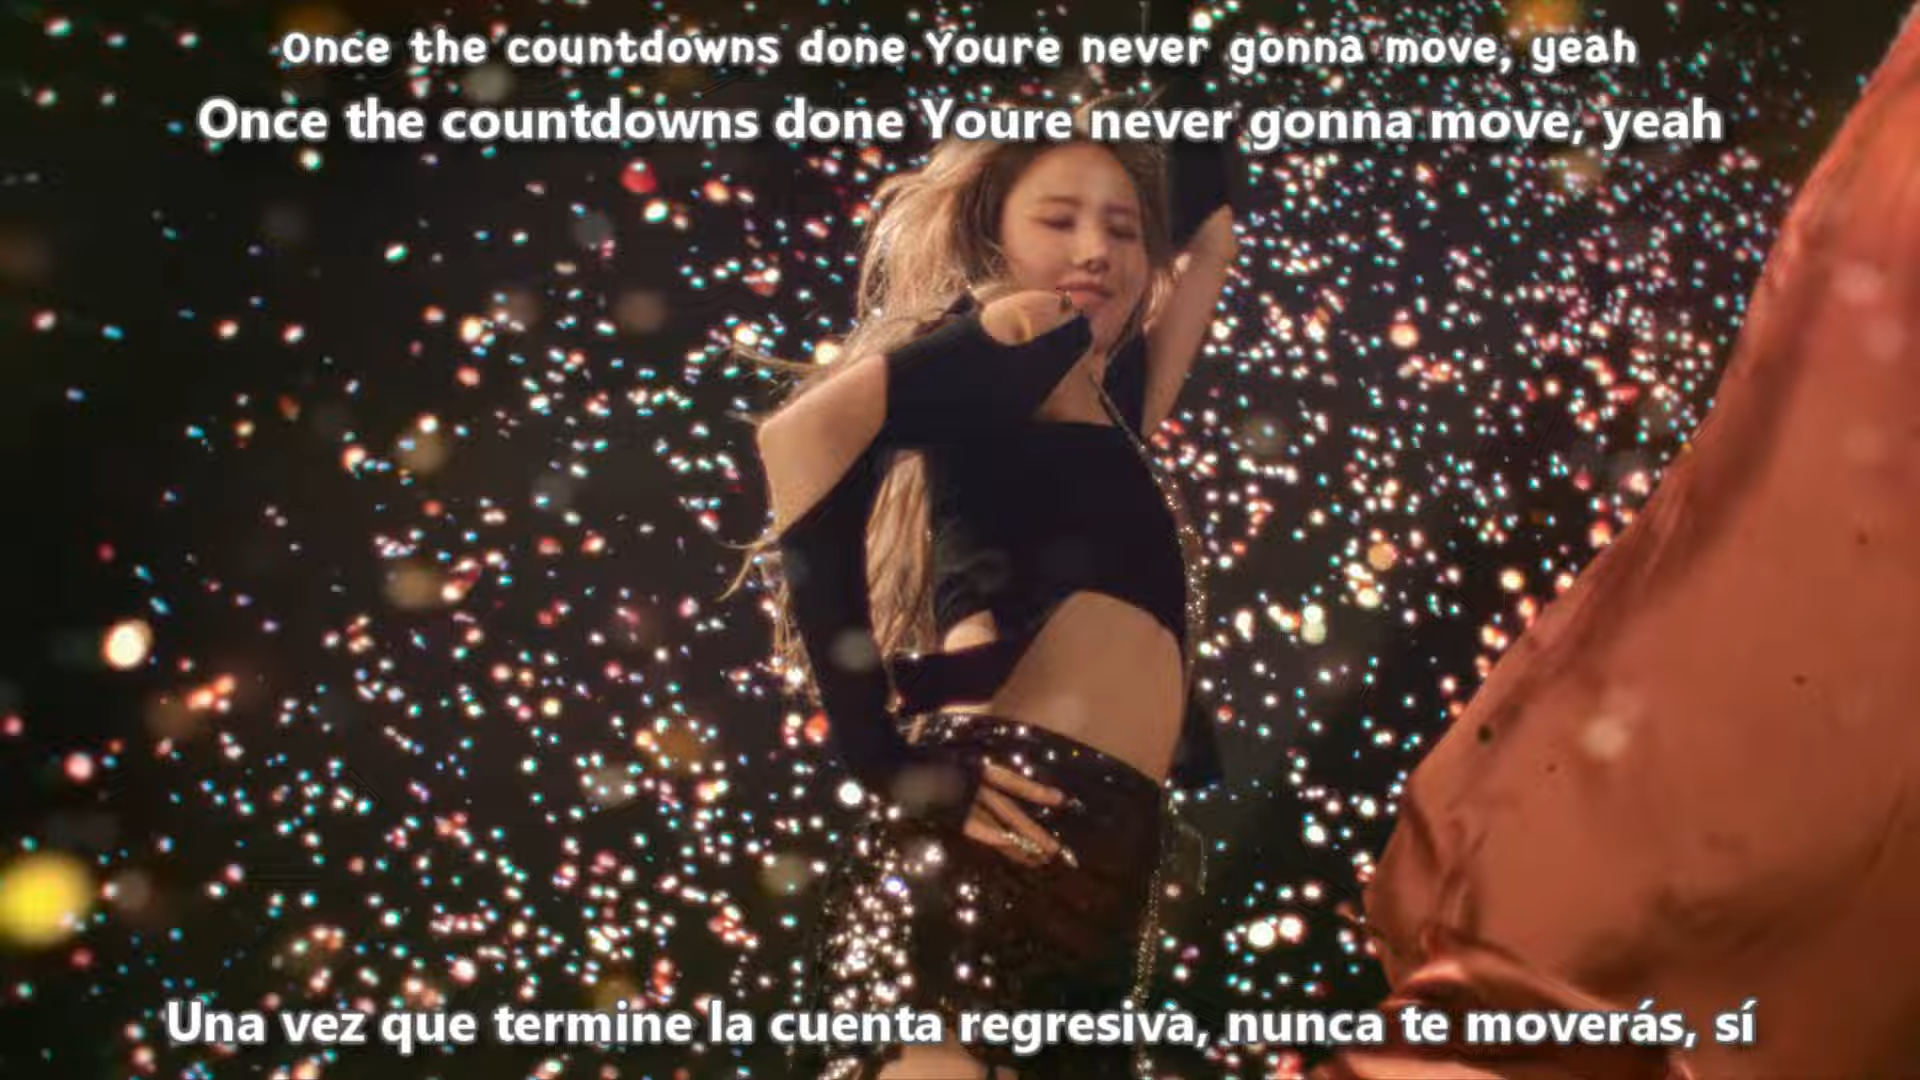 Once the countdowns done Youre never gonna move, yeah
Once the countdowns done Youre never gonna move, yeah
Una vez que termine la cuenta regresiva, nunca te moverás, sí